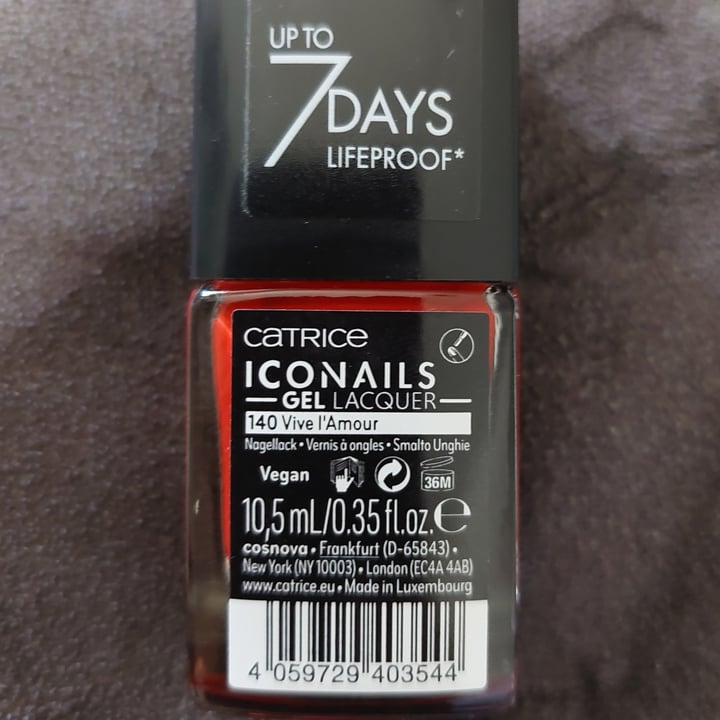 UP TO
7 DAYS
LIFEPROOF*
CATRICE
ICONAILS
GEL LACQUER
140 Vive l'Amour
Nagellack • Vernis à ongles • Smalto Unghie
Vegan 36M
10,5 mL/0.35 fl.oz. e
cosnova • Frankfurt (D-65843) •
New York (NY 10003) • London (EC4A 4AB)
www.catrice.eu • Made in Luxembourg
4 059729 403544